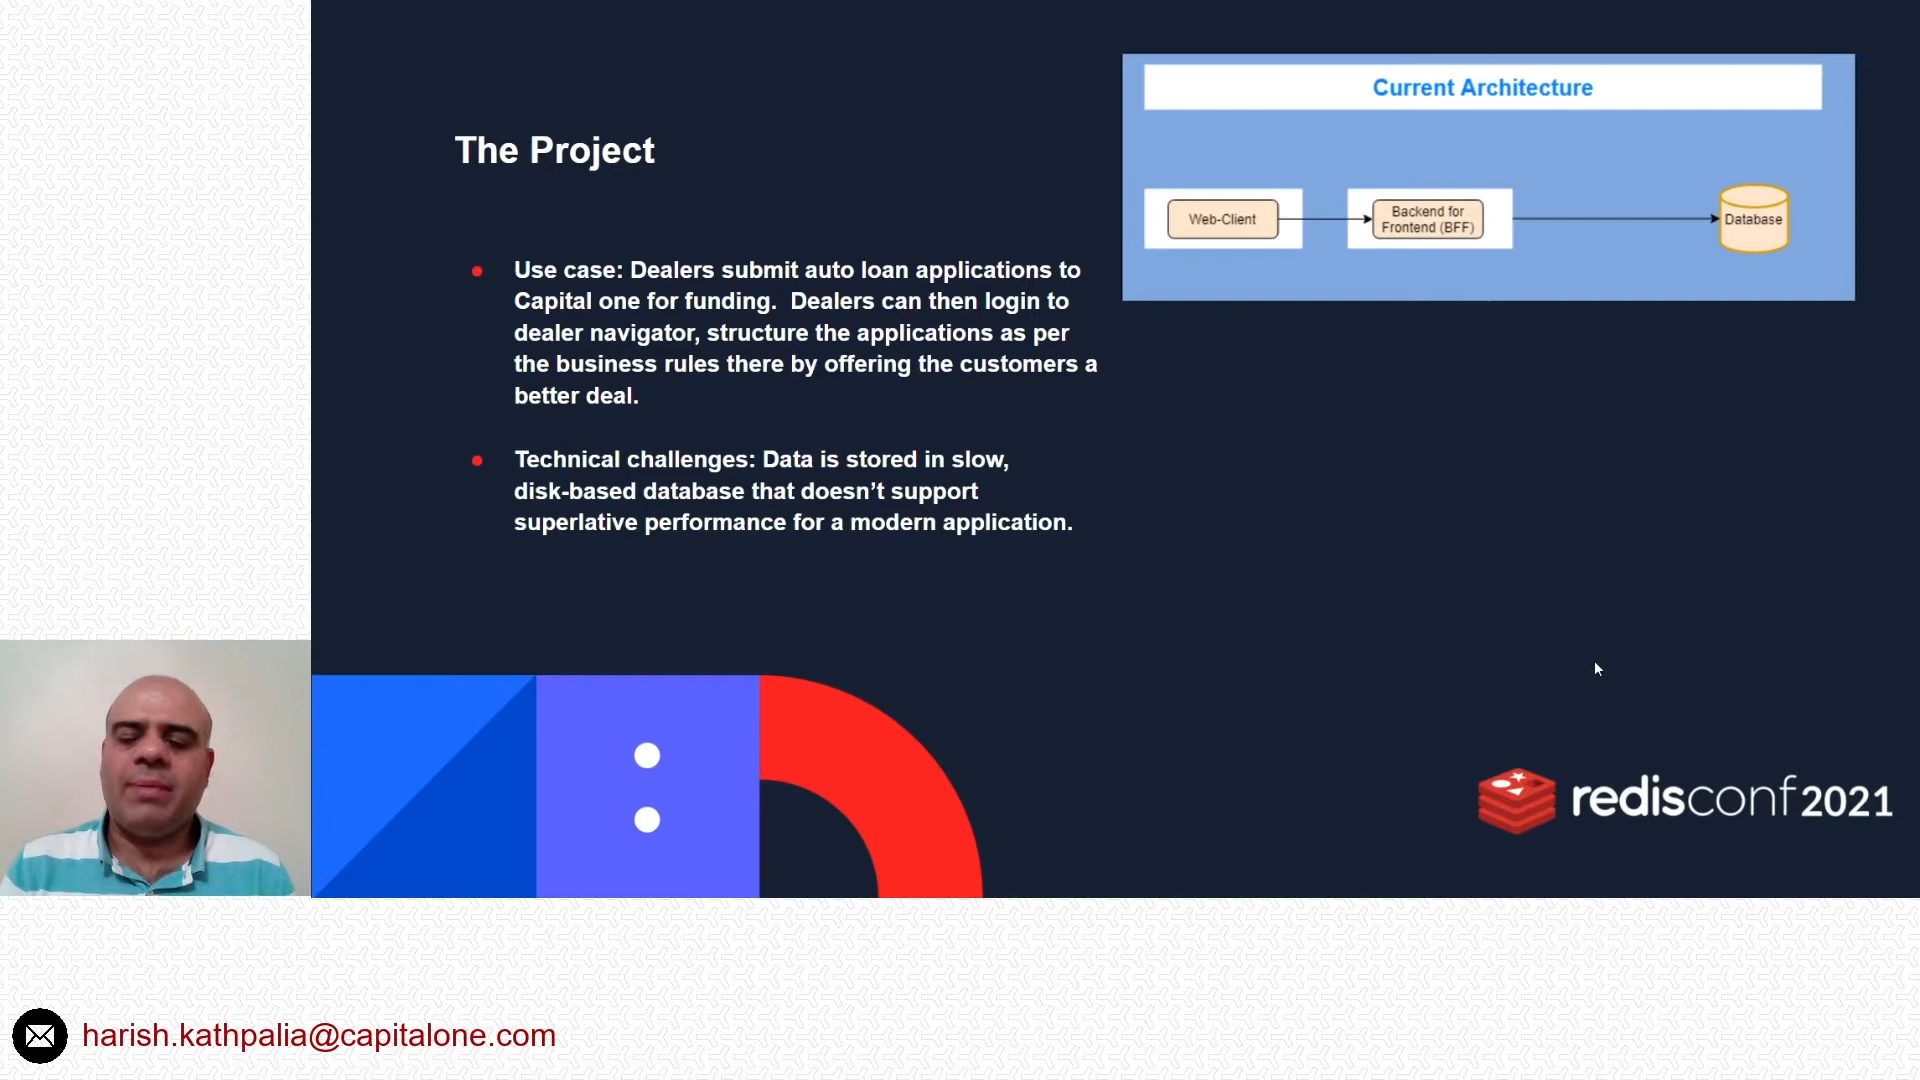 The Project
Use case: Dealers submit auto loan applications to
Capital one for funding.  Dealers can then login to
dealer navigator, structure the applications as per
the business rules there by offering the customers a
better deal.
Technical challenges: Data is stored in slow,
disk-based database that doesn’t support
superlative performance for a modern application.
Current Architecture
Web-Client
Backend for
Frontend (BFF)
Database
redisconf 2021
harish.kathpalia@capitalone.com